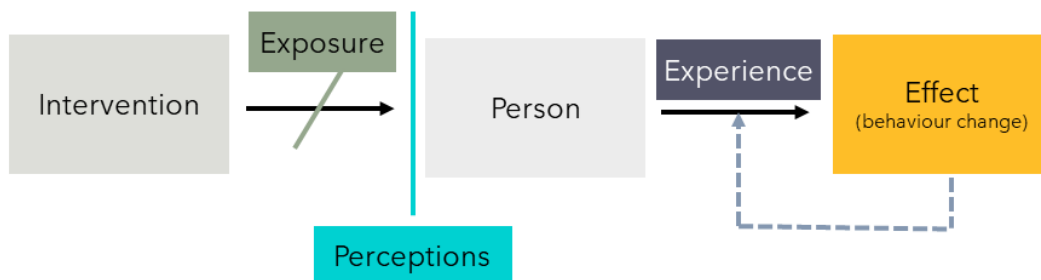 Exposure
Intervention
Person
Experience
Effect
(behaviour change)
Perceptions